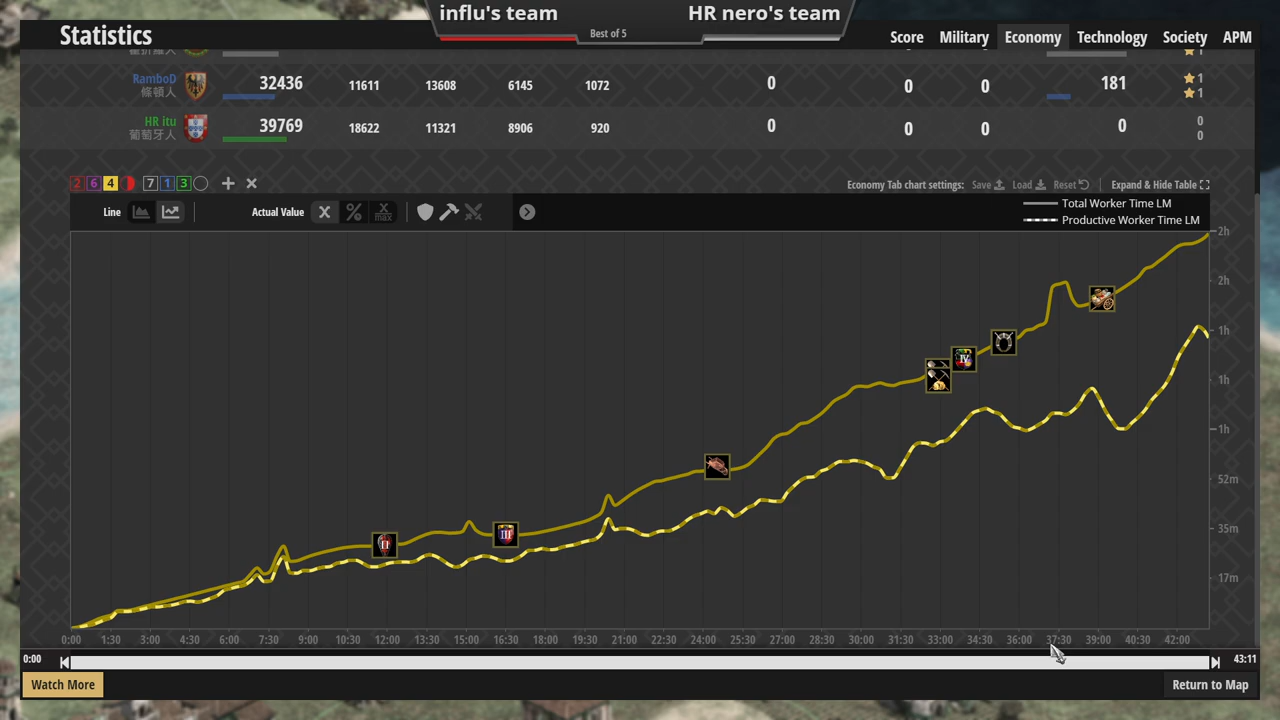 influ's team
HR nero's team
Best of 5
Statistics
Score
Military
Economy
Technology
Society
APM
1
RamboD
條頓人
32436
11611
13608
6145
1072
0
0
0
181
1
1
HR itu
葡萄牙人
39769
18622
11321
8906
920
0
0
0
0
0
0
2 6 4 7 1 3
Economy Tab chart settings:
Save
Load
Reset
Expand & Hide Table
Line
Actual Value
X
%
X
max
Total Worker Time LM
Productive Worker Time LM
2h
2h
1h
1h
1h
52m
35m
17m
II
III
IV
0:00 1:30 3:00 4:30 6:00 7:30 9:00 10:30 12:00 13:30 15:00 16:30 18:00 19:30 21:00 22:30 24:00 25:30 27:00 28:30 30:00 31:30 33:00 34:30 36:00 37:30 39:00 40:30 42:00
0:00
43:11
Watch More
Return to Map